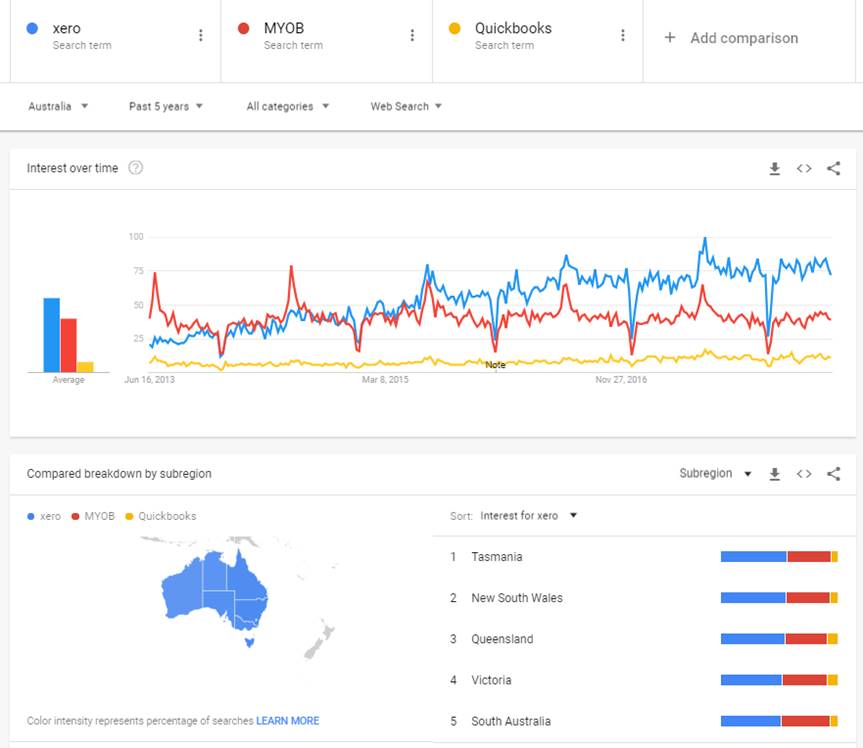 xero
Search term
MYOB
Search term
Quickbooks
Search term
+ Add comparison
Australia
Past 5 years
All categories
Web Search
Interest over time
100
75
50
25
Average
Jun 16, 2013
Mar 8, 2015
Note
Nov 27, 2016
Compared breakdown by subregion
Subregion
xero MYOB Quickbooks
Sort: Interest for xero
1 Tasmania
2 New South Wales
3 Queensland
4 Victoria
5 South Australia
Color intensity represents percentage of searches LEARN MORE